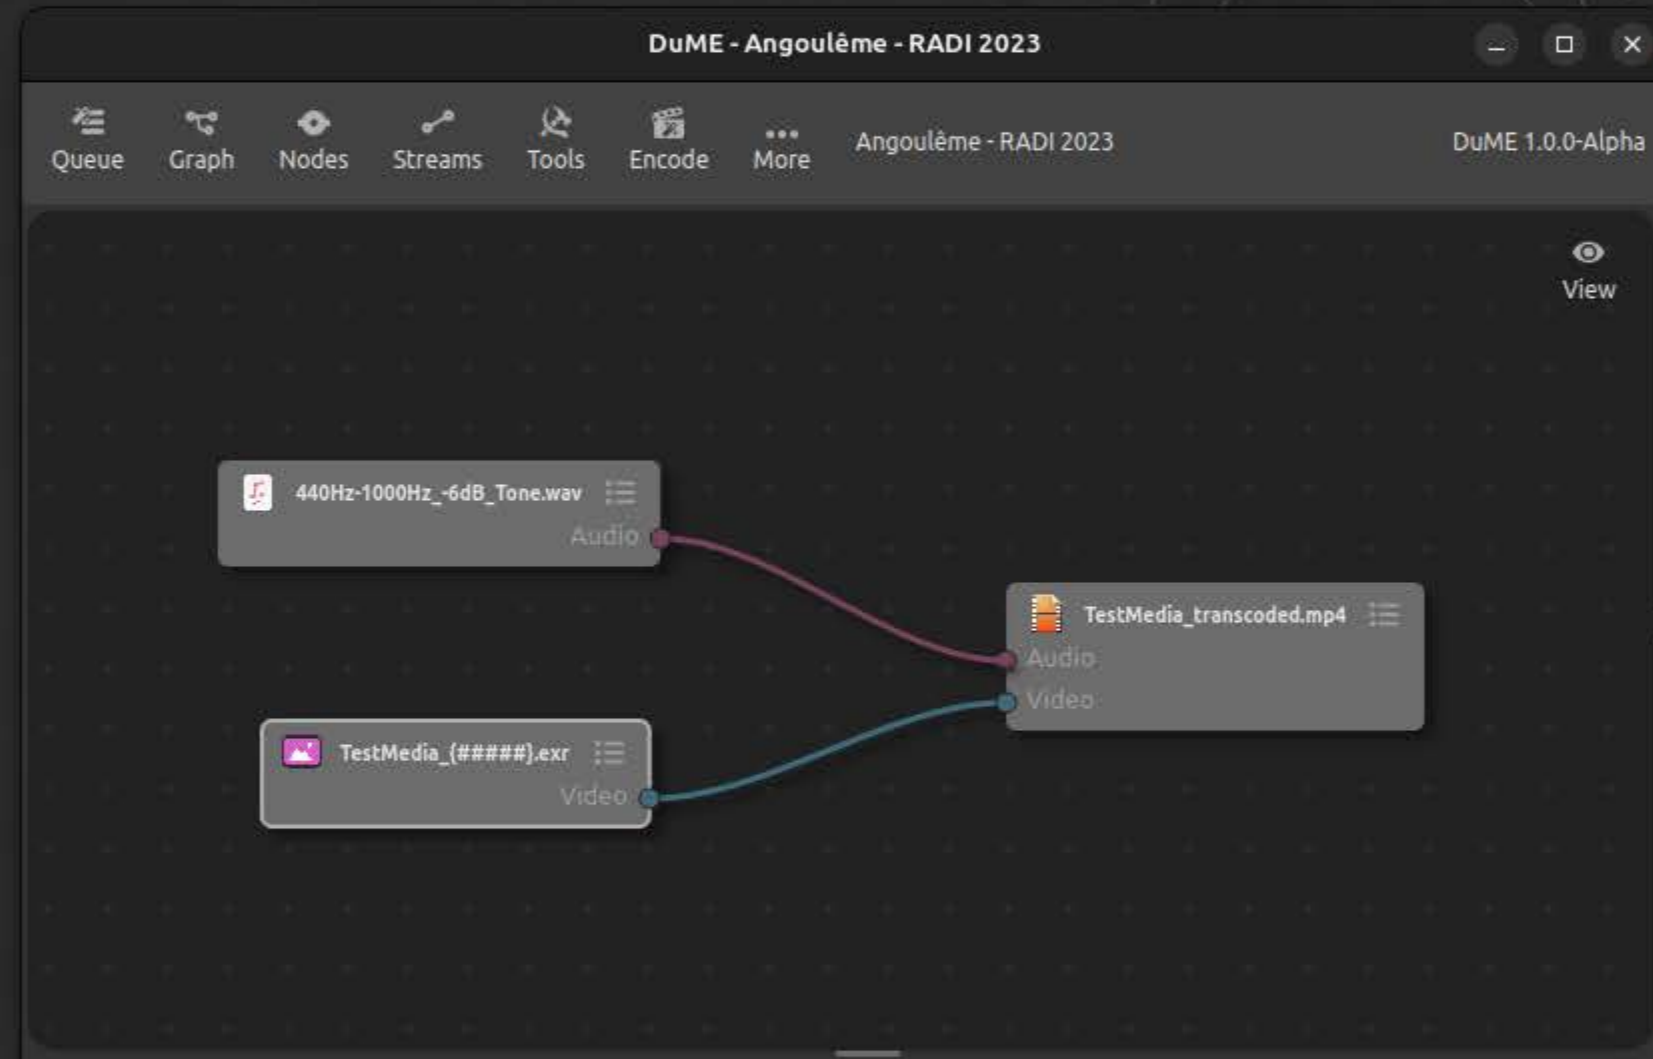 DuME - Angoulême - RADI 2023
Queue Graph Nodes Streams Tools Encode More Angoulême - RADI 2023 DuME 1.0.0-Alpha
View
440Hz-1000Hz_-6dB_Tone.wav
Audio
TestMedia_transcoded.mp4
Audio
Video
TestMedia_{#####}.exr
Video